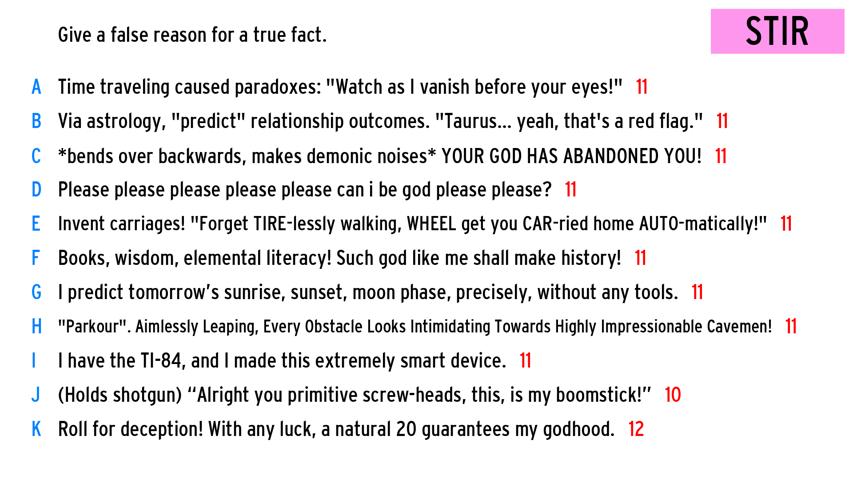 Give a false reason for a true fact.
STIR
A Time traveling caused paradoxes: "Watch as I vanish before your eyes!" 11
B Via astrology, "predict" relationship outcomes. "Taurus... yeah, that's a red flag." 11
C *bends over backwards, makes demonic noises* YOUR GOD HAS ABANDONED YOU! 11
D Please please please please please can i be god please please? 11
E Invent carriages! "Forget TIRE-lessly walking, WHEEL get you CAR-ried home AUTO-matically!" 11
F Books, wisdom, elemental literacy! Such god like me shall make history! 11
G I predict tomorrow’s sunrise, sunset, moon phase, precisely, without any tools. 11
H "Parkour". Aimlessly Leaping, Every Obstacle Looks Intimidating Towards Highly Impressionable Cavemen! 11
I I have the TI-84, and I made this extremely smart device. 11
J (Holds shotgun) “Alright you primitive screw-heads, this, is my boomstick!” 10
K Roll for deception! With any luck, a natural 20 guarantees my godhood. 12